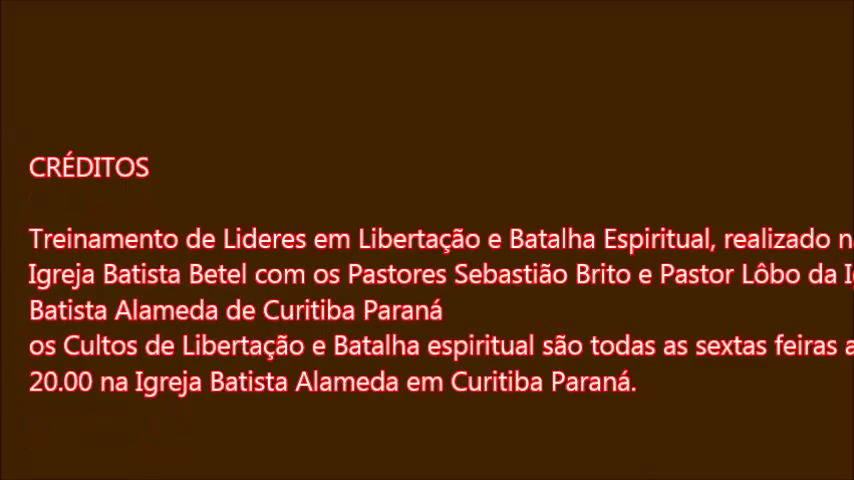 CRÉDITOS
Treinamento de Lideres em Libertação e Batalha Espiritual, realizado
Igreja Batista Betel com os Pastores Sebastião Brito e Pastor Lôbo da
Batista Alameda de Curitiba Paraná
os Cultos de Libertação e Batalha espiritual são todas as sextas feiras
20.00 na Igreja Batista Alameda em Curitiba Paraná.